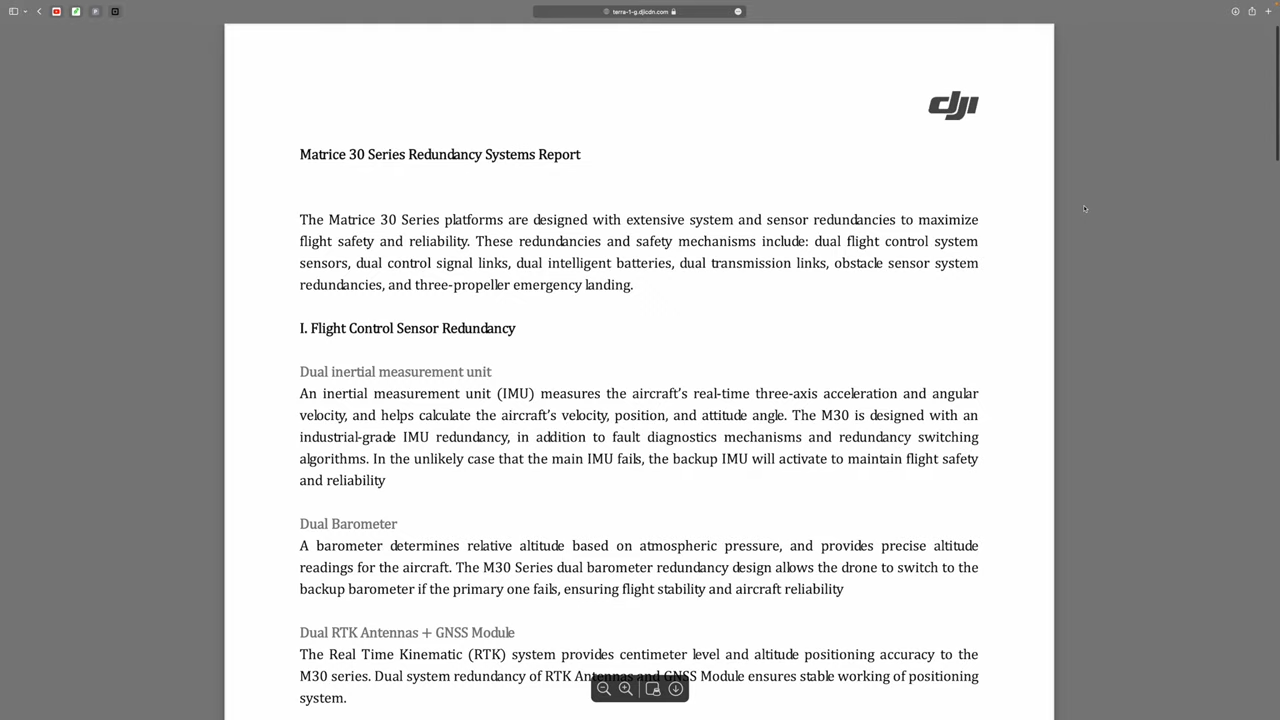 terra-1-g.djicdn.com
dji
Matrice 30 Series Redundancy Systems Report
The Matrice 30 Series platforms are designed with extensive system and sensor redundancies to maximize
flight safety and reliability. These redundancies and safety mechanisms include: dual flight control system
sensors, dual control signal links, dual intelligent batteries, dual transmission links, obstacle sensor system
redundancies, and three-propeller emergency landing.
I. Flight Control Sensor Redundancy
Dual inertial measurement unit
An inertial measurement unit (IMU) measures the aircraft’s real-time three-axis acceleration and angular
velocity, and helps calculate the aircraft’s velocity, position, and attitude angle. The M30 is designed with an
industrial-grade IMU redundancy, in addition to fault diagnostics mechanisms and redundancy switching
algorithms. In the unlikely case that the main IMU fails, the backup IMU will activate to maintain flight safety
and reliability
Dual Barometer
A barometer determines relative altitude based on atmospheric pressure, and provides precise altitude
readings for the aircraft. The M30 Series dual barometer redundancy design allows the drone to switch to the
backup barometer if the primary one fails, ensuring flight stability and aircraft reliability
Dual RTK Antennas + GNSS Module
The Real Time Kinematic (RTK) system provides centimeter level and altitude positioning accuracy to the
M30 series. Dual system redundancy of RTK Antennas and GNSS Module ensures stable working of positioning
system.